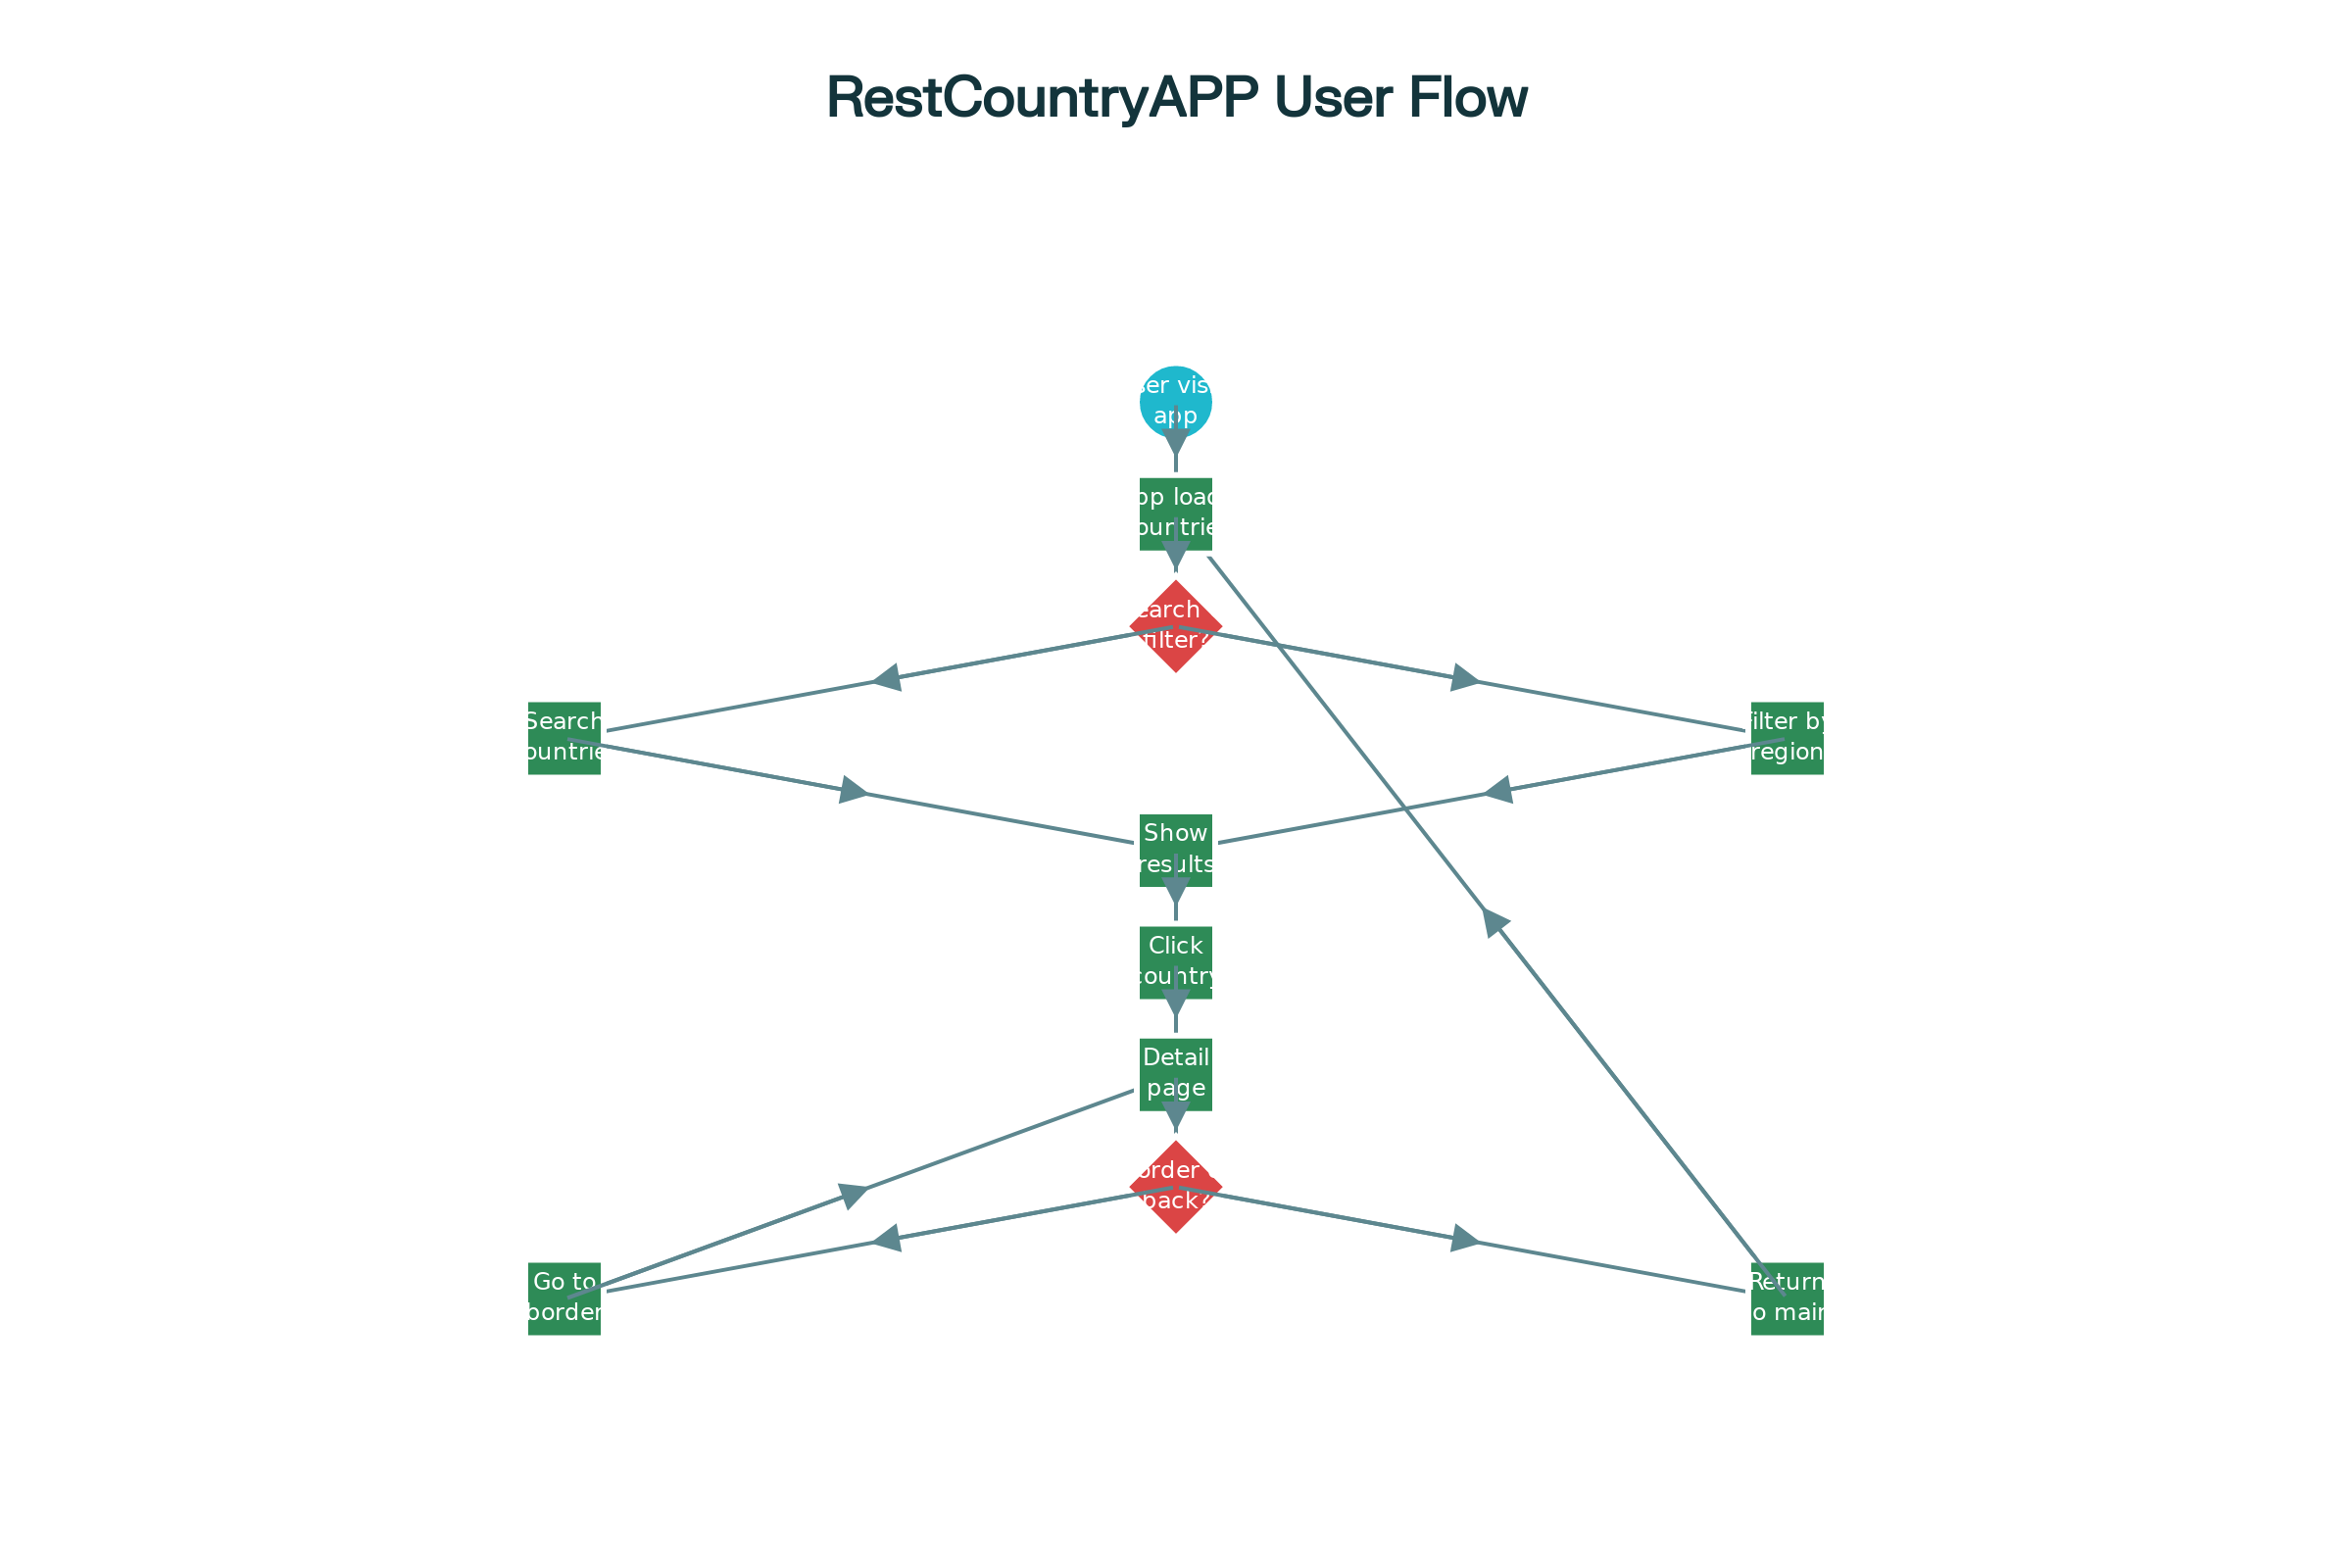 RestCountryAPP User Flow
ser vis
app
pp load
ountrie
earch
filter?
Search
ountrie
ilter by
region
Show
results
Click
country
Detail
page
order
back?
Go to
border
Return
o main